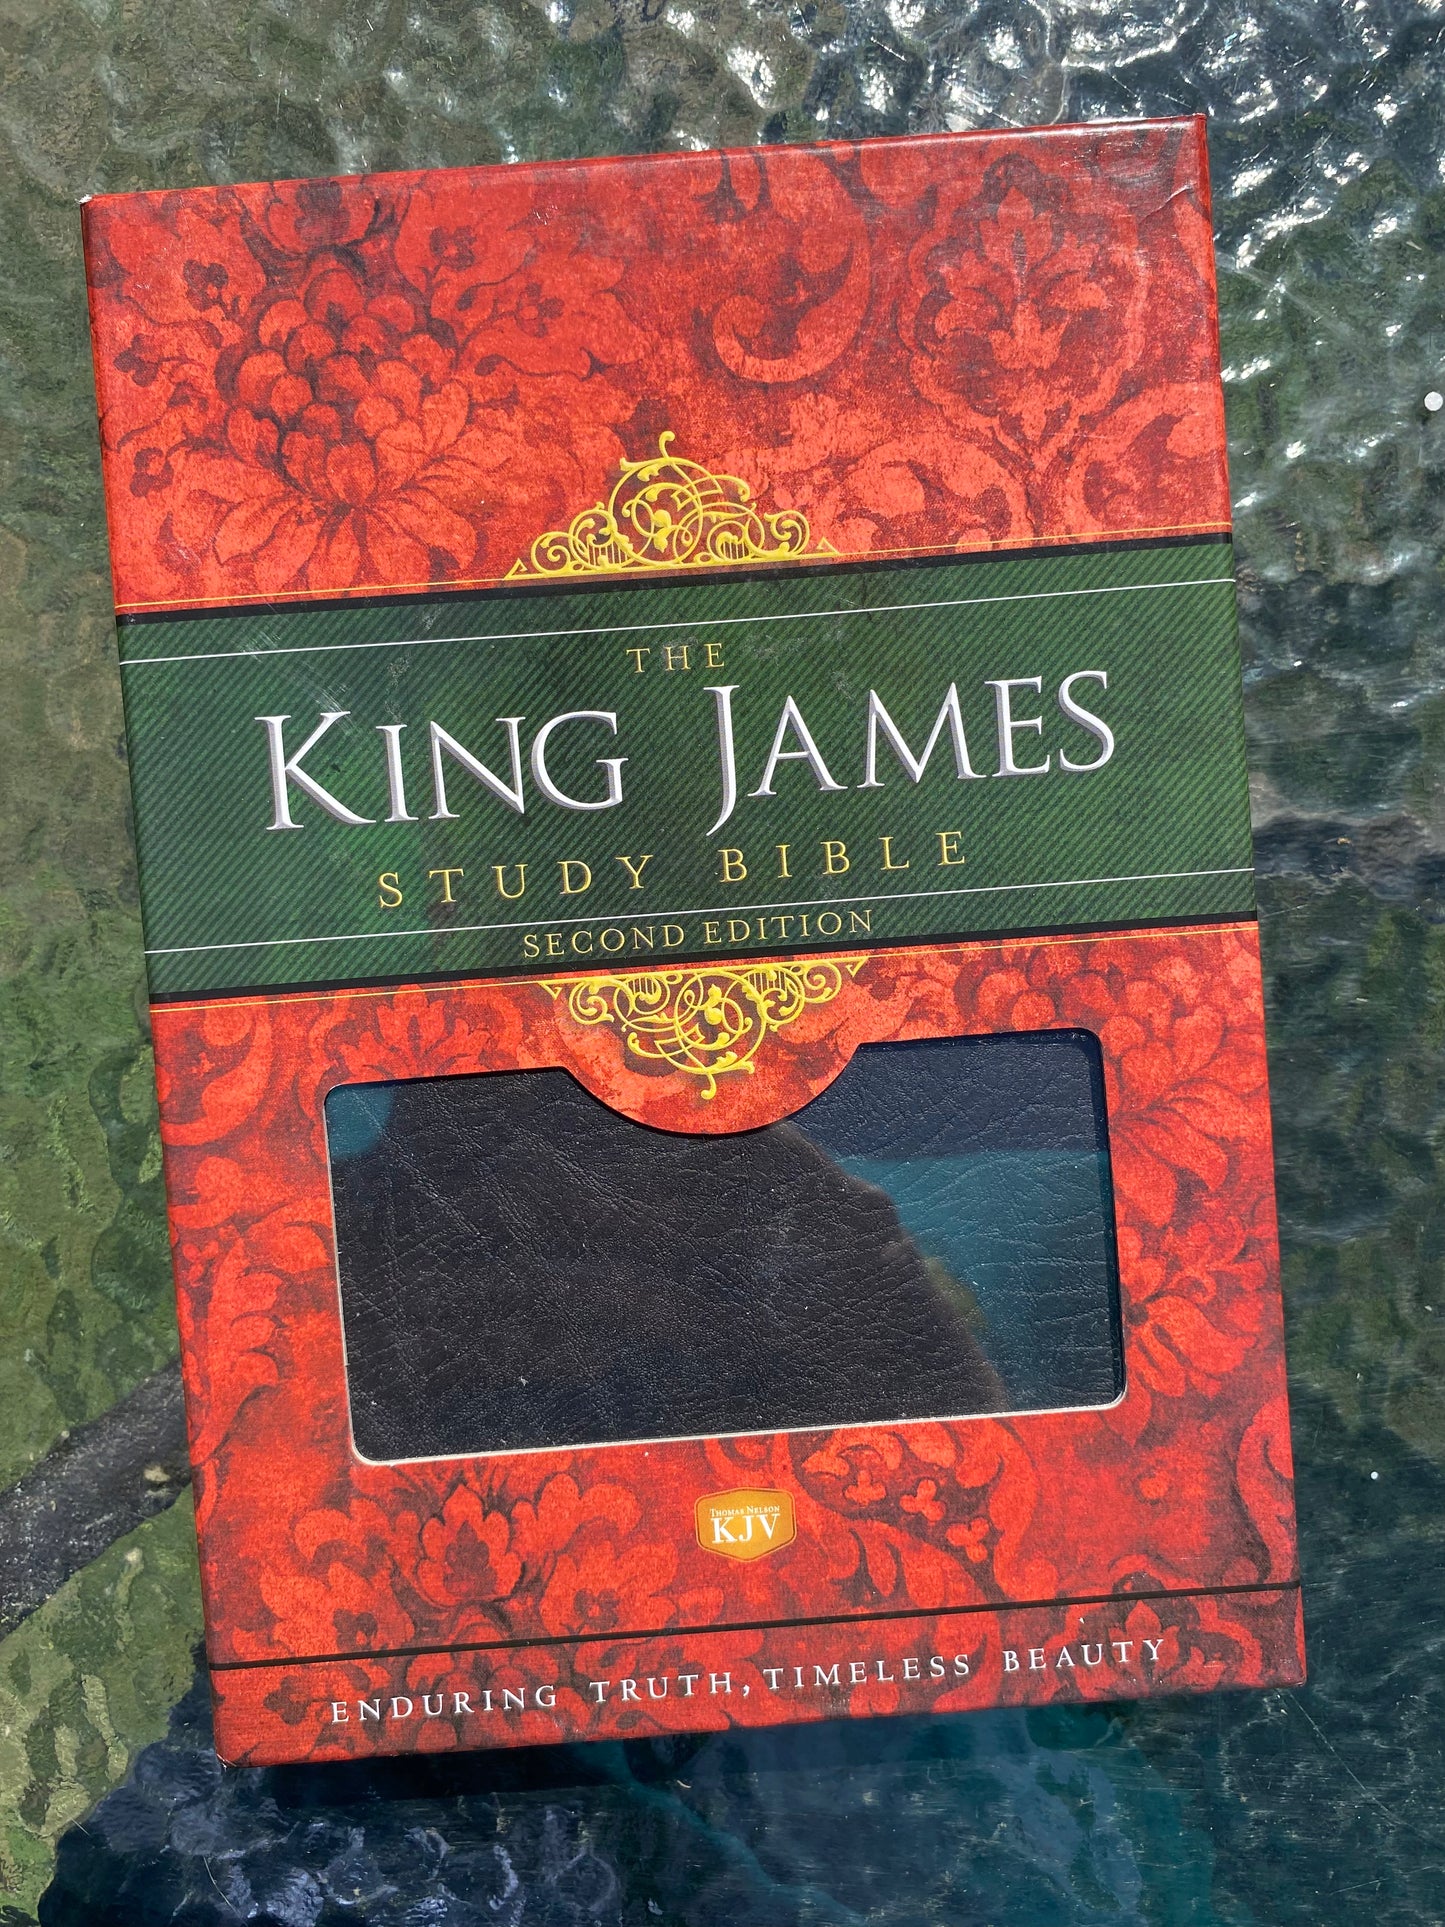 THE
KING JAMES
STUDY BIBLE
SECOND EDITION
THOMAS NELSON
KJV
ENDURING TRUTH, TIMELESS BEAUTY